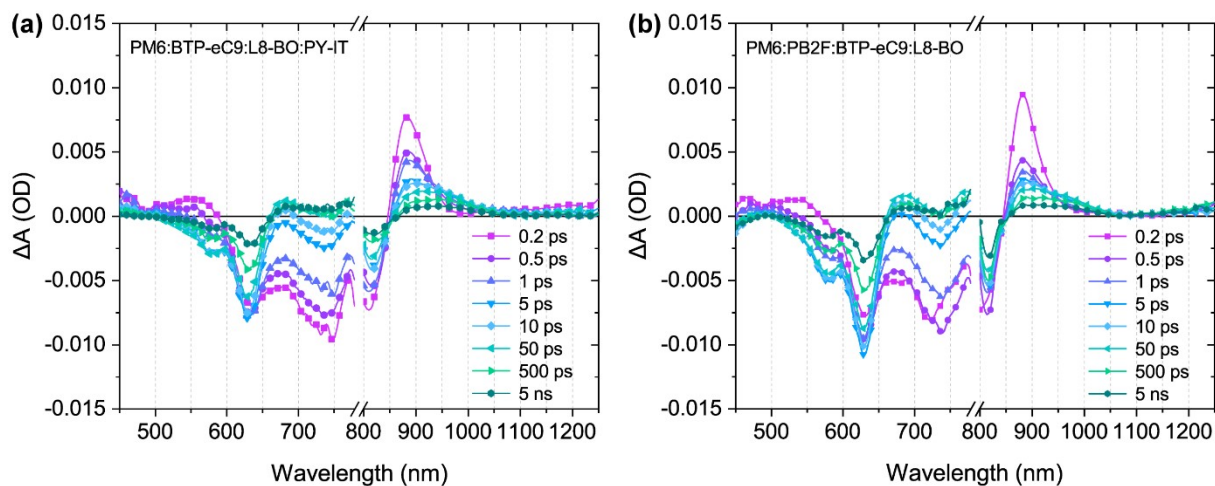 (a)
PM6:BTP-eC9:L8-BO:PY-IT
ΔA (OD)
0.015
0.010
0.005
0.000
-0.005
-0.010
-0.015
0.2 ps
0.5 ps
1 ps
5 ps
10 ps
50 ps
500 ps
5 ns
500 600 700 800 900 1000 1100 1200
Wavelength (nm)
(b)
PM6:PB2F:BTP-eC9:L8-BO
ΔA (OD)
0.015
0.010
0.005
0.000
-0.005
-0.010
-0.015
0.2 ps
0.5 ps
1 ps
5 ps
10 ps
50 ps
500 ps
5 ns
500 600 700 800 900 1000 1100 1200
Wavelength (nm)